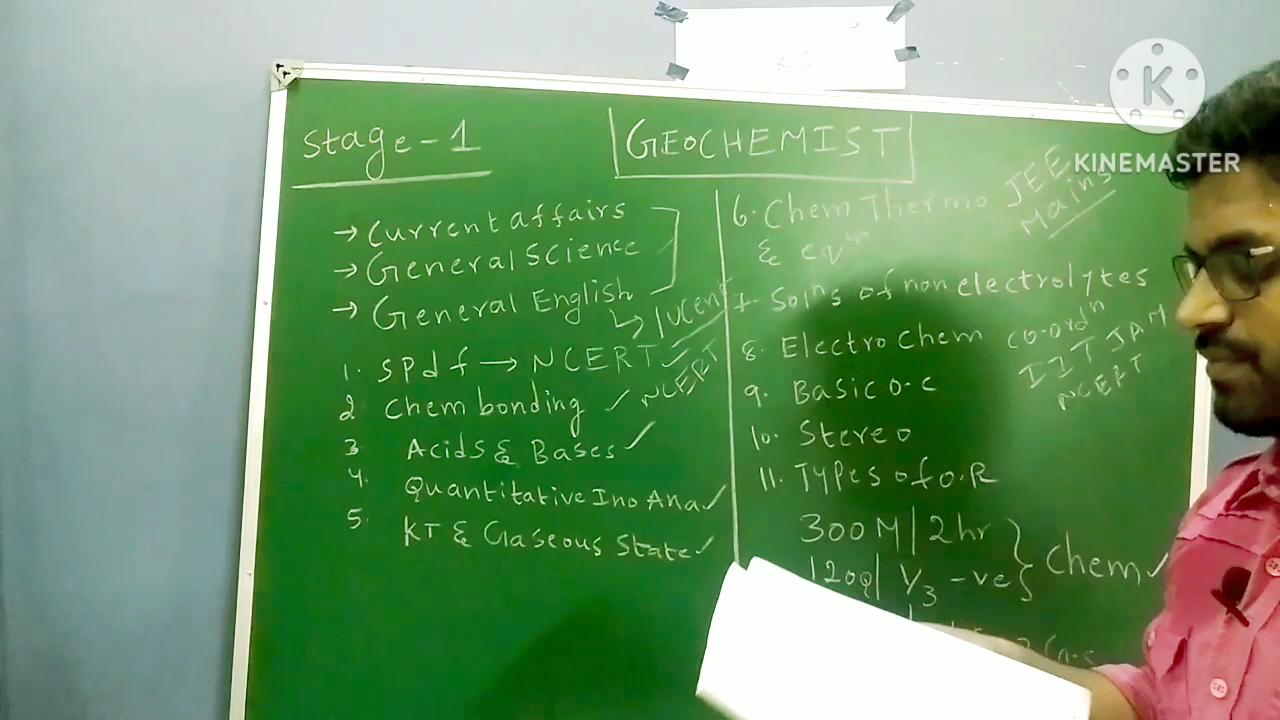 Stage-1
GEOCHEMIST
→ Current affairs
→ General Science
→ General English
↳ lucent
1. SPdf → NCERT ✓
2 Chem bonding ✓ NCERT
3 Acids & Bases ✓
4. Quantitative Ino Ana ✓
5. KT & Gaseous State ✓
6. Chem Thermo
& eqn
JEE
Mains
7. Solns of nonelectrolytes
8. Electro Chem
co-ordn
IIT JAM
NCERT
9. Basic O.C
10. Stereo
11. Types of O.R
300M/2hr } Chem ✓
120q/ 1/3 -ve
KINEMASTER